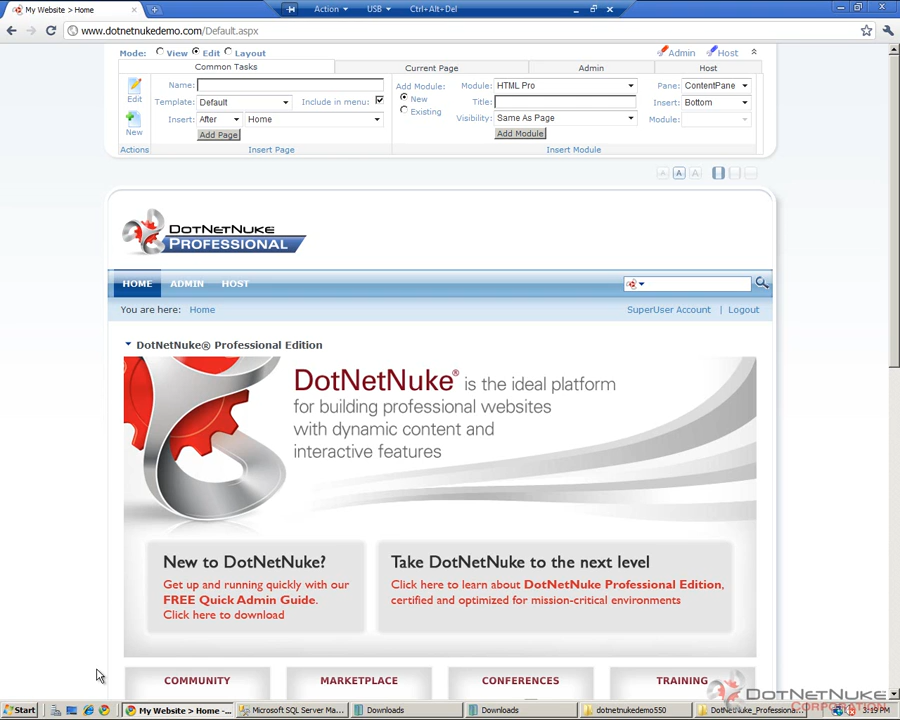 My Website > Home
Action
USB
Ctrl+Alt+Del
www.dotnetnukedemo.com/Default.aspx
Mode: View Edit Layout
Admin
Host
Common Tasks
Current Page
Admin
Host
Edit
New
Actions
Name:
Template: Default
Include in menu:
Insert: After
Home
Add Page
Insert Page
Add Module:
New
Existing
Module: HTML Pro
Title:
Visibility: Same As Page
Add Module
Insert Module
Pane: ContentPane
Insert: Bottom
Module:
A A A
DOTNETNUKE
PROFESSIONAL
HOME
ADMIN
HOST
You are here: Home
SuperUser Account | Logout
DotNetNuke® Professional Edition
DotNetNuke® is the ideal platform
for building professional websites
with dynamic content and
interactive features
New to DotNetNuke?
Get up and running quickly with our
FREE Quick Admin Guide.
Click here to download
Take DotNetNuke to the next level
Click here to learn about DotNetNuke Professional Edition,
certified and optimized for mission-critical environments
COMMUNITY
MARKETPLACE
CONFERENCES
TRAINING
DOTNETNUKE
CORPORATION
Start
My Website > Home -...
Microsoft SQL Server Ma...
Downloads
Downloads
dotnetnukedemo550
DotNetNuke_Professiona...
3:19 PM